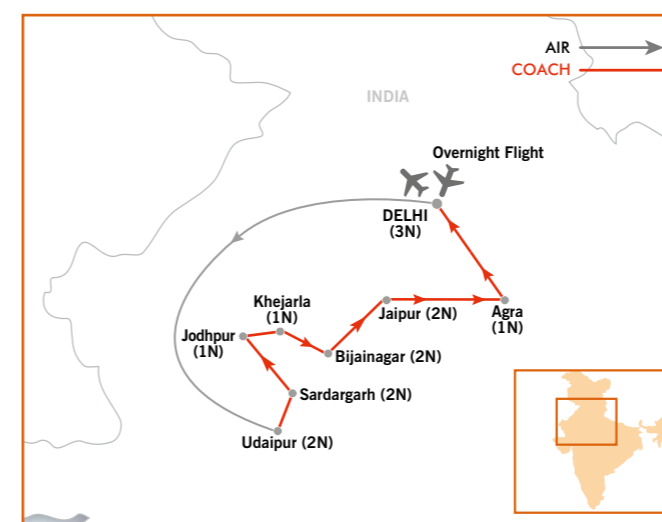 AIR
COACH
INDIA
Overnight Flight
DELHI
(3N)
Khejarla
(1N)
Jaipur (2N)
Agra
(1N)
Jodhpur
(1N)
Bijainagar (2N)
Sardargarh (2N)
Udaipur (2N)